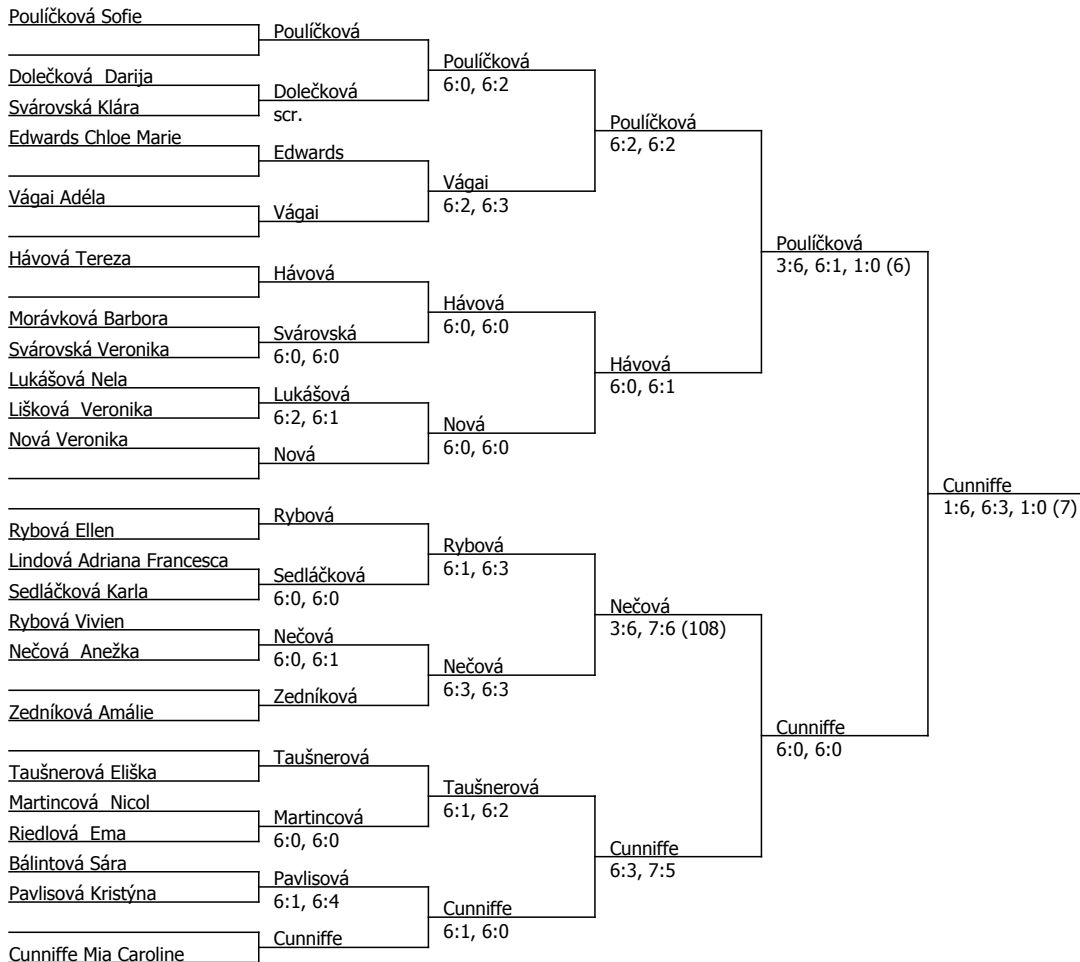 Poulíčková Sofie
Poulíčková
Poulíčková
6:0, 6:2
Dolečková  Darija
Dolečková
scr.
Svárovská Klára
Poulíčková
6:2, 6:2
Edwards Chloe Marie
Edwards
Vágai
6:2, 6:3
Vágai Adéla
Vágai
Poulíčková
3:6, 6:1, 1:0 (6)
Hávová Tereza
Hávová
Hávová
6:0, 6:0
Morávková Barbora
Svárovská
6:0, 6:0
Svárovská Veronika
Hávová
6:0, 6:1
Lukášová Nela
Lukášová
6:2, 6:1
Lišková  Veronika
Nová
6:0, 6:0
Nová Veronika
Nová
Cunniffe
1:6, 6:3, 1:0 (7)
Rybová
Rybová Ellen
Rybová
6:1, 6:3
Lindová Adriana Francesca
Sedláčková
6:0, 6:0
Sedláčková Karla
Nečová
3:6, 7:6 (108)
Rybová Vivien
Nečová
6:0, 6:1
Nečová  Anežka
Nečová
6:3, 6:3
Zedníková
Zedníková Amálie
Cunniffe
6:0, 6:0
Taušnerová
Taušnerová Eliška
Taušnerová
6:1, 6:2
Martincová  Nicol
Martincová
6:0, 6:0
Riedlová  Ema
Cunniffe
6:3, 7:5
Bálintová Sára
Pavlisová
6:1, 6:4
Pavlisová Kristýna
Cunniffe
6:1, 6:0
Cunniffe
Cunniffe Mia Caroline